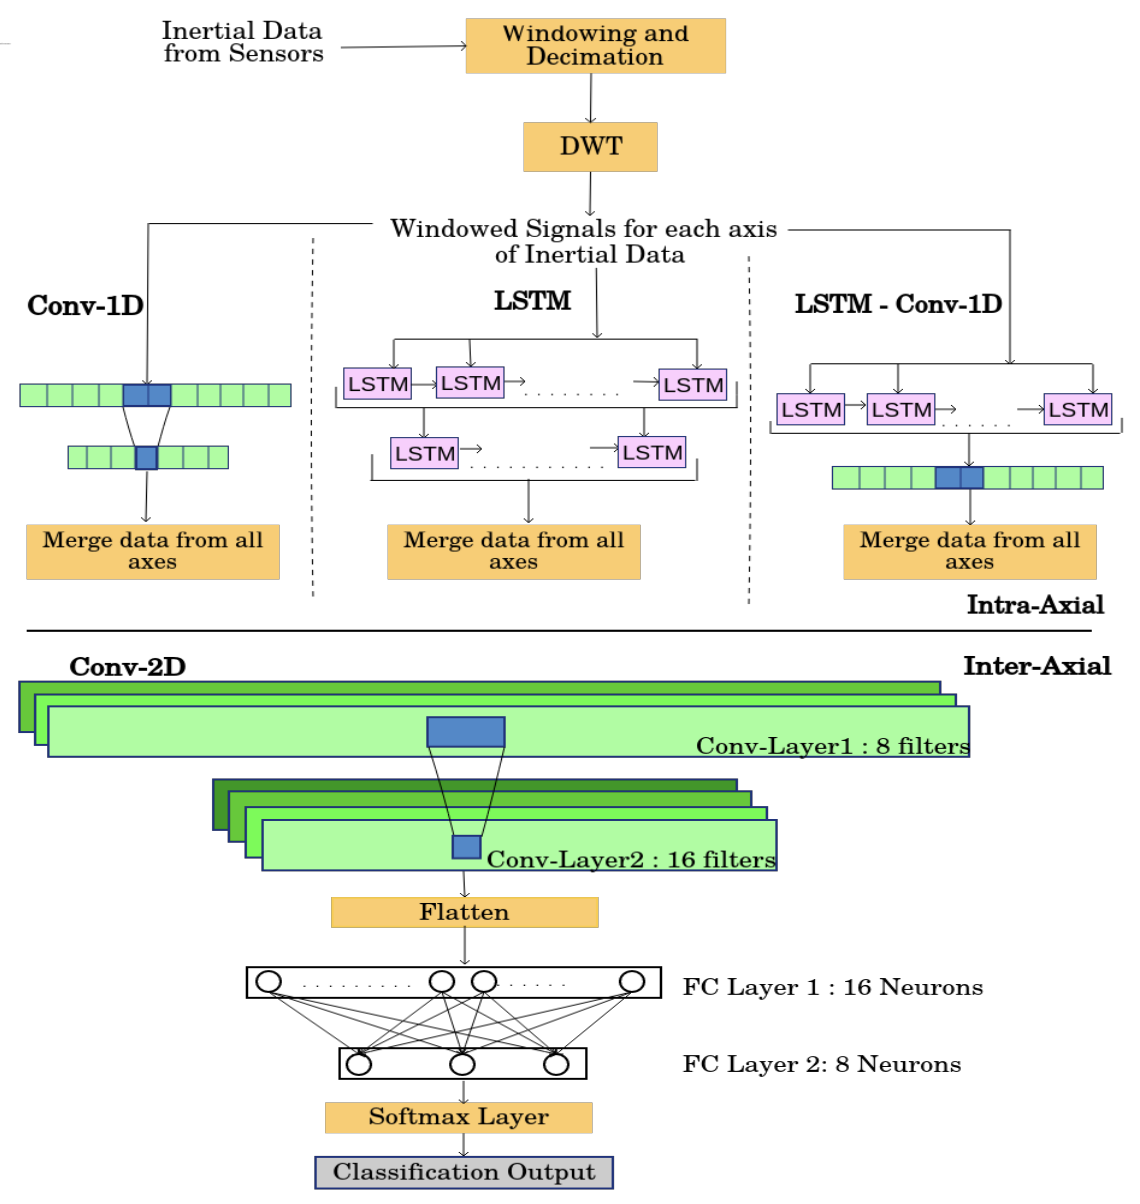 Inertial Data
from Sensors
Windowing and
Decimation
DWT
Windowed Signals for each axis
of Inertial Data
Conv-1D
LSTM
LSTM - Conv-1D
LSTM
LSTM
LSTM
LSTM
LSTM
LSTM
LSTM
LSTM
Merge data from all
axes
Merge data from all
axes
Merge data from all
axes
Intra-Axial
Conv-2D
Inter-Axial
Conv-Layer1 : 8 filters
Conv-Layer2 : 16 filters
Flatten
FC Layer 1 : 16 Neurons
FC Layer 2: 8 Neurons
Softmax Layer
Classification Output